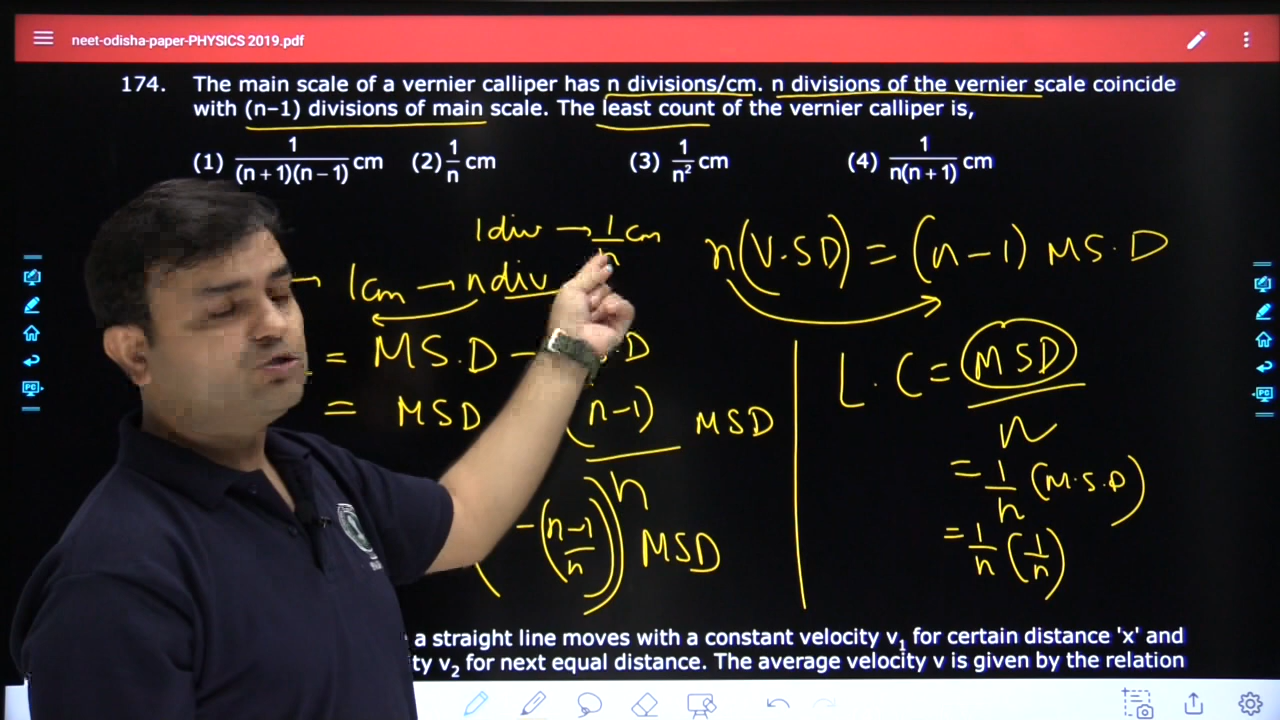 neet-odisha-paper-PHYSICS 2019.pdf
174. The main scale of a vernier calliper has n divisions/cm. n divisions of the vernier scale coincide
with (n−1) divisions of main scale. The least count of the vernier calliper is,
(1) 1/((n+1)(n−1)) cm (2) 1/n cm (3) 1/n² cm (4) 1/(n(n+1)) cm
1div → 1/n cm
→ 1cm → n div
= MS.D − .D
= MSD (n−1)/n MSD
−((n−1)/n)) MSD
n(V.SD) = (n−1) MS.D
L.C = MSD/n
= 1/n (M.S.D)
= 1/n (1/n)
a straight line moves with a constant velocity v₁ for certain distance 'x' and
ty v₂ for next equal distance. The average velocity v is given by the relation
PC
PC